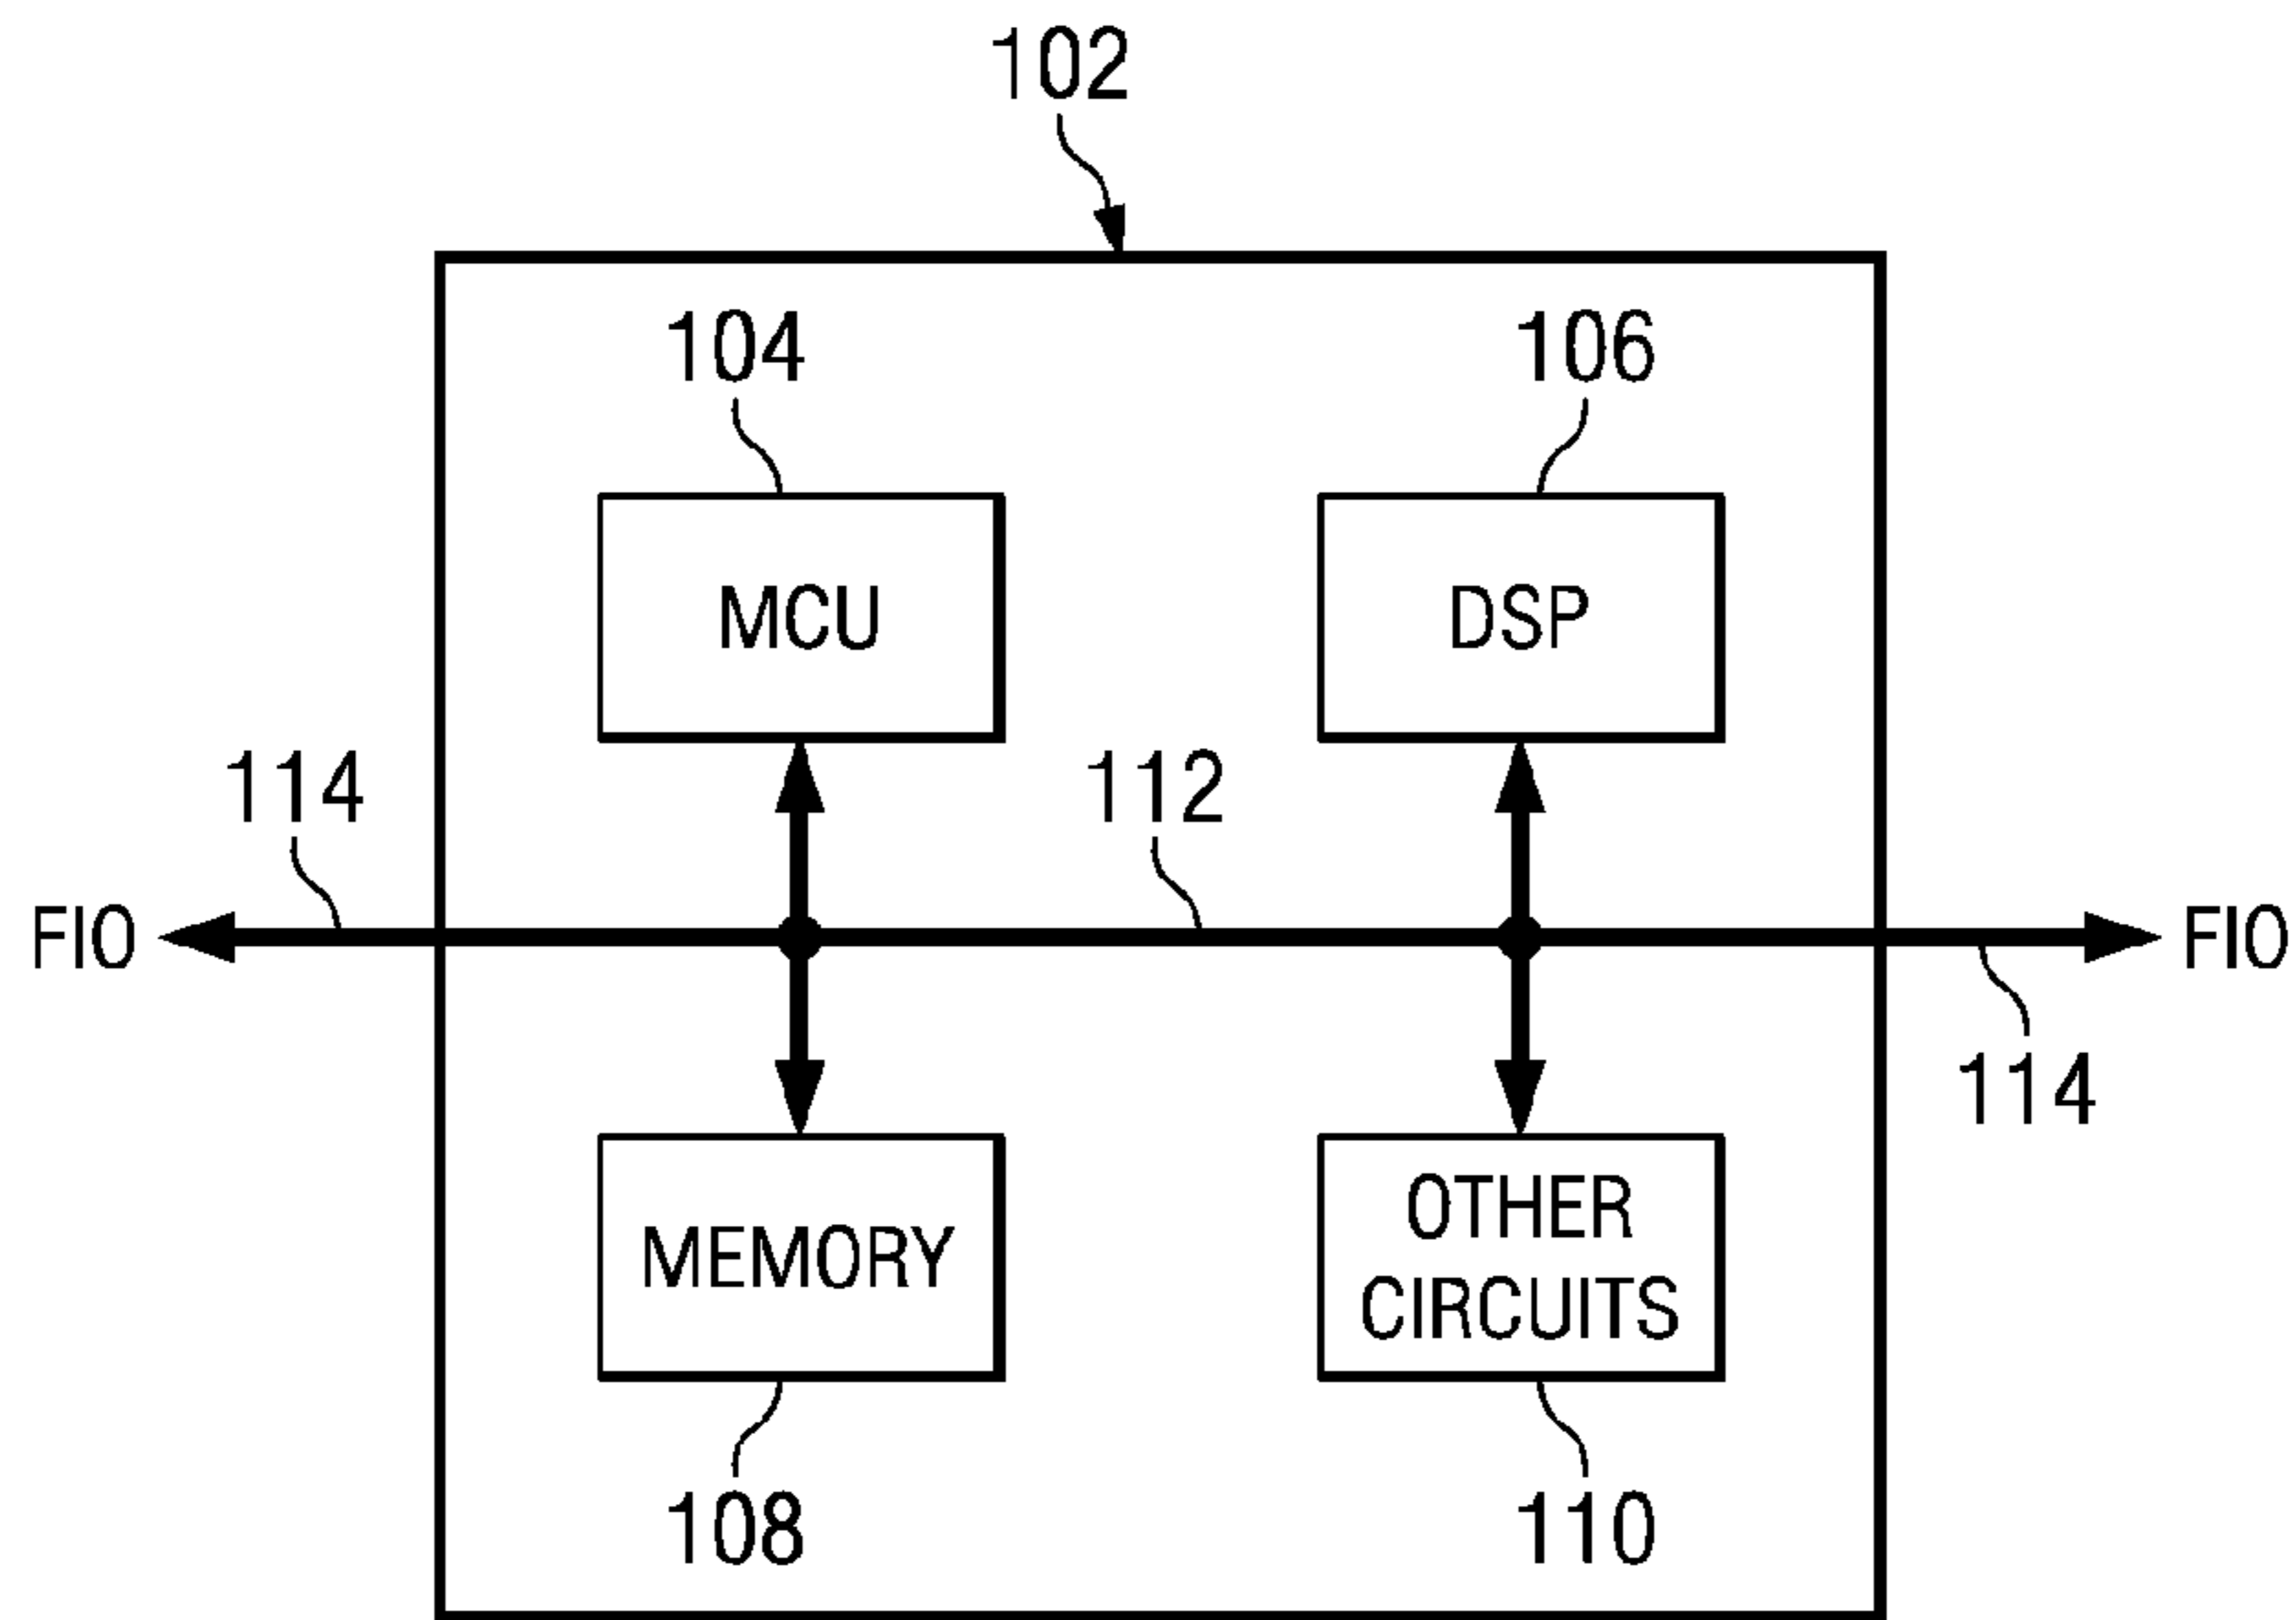 102
104 106
MCU DSP
114 112
FIO FIO
114
MEMORY OTHER
CIRCUITS
108 110